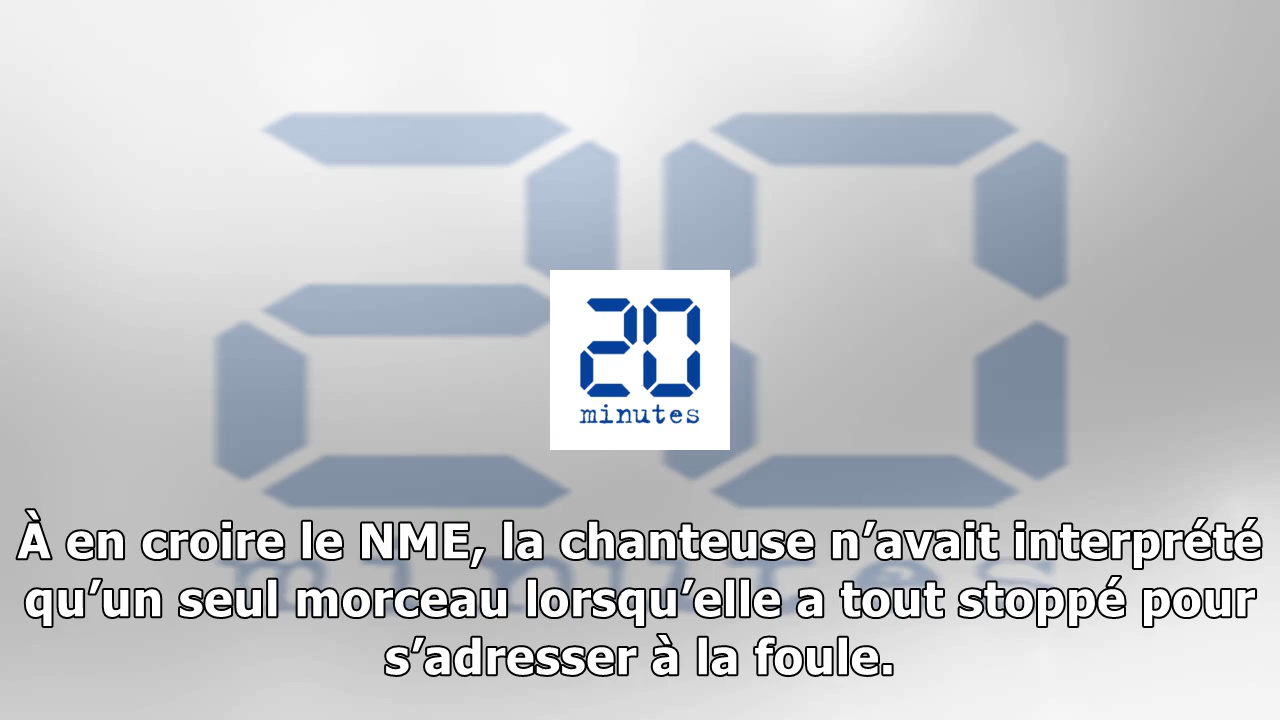 20
minutes
À en croire le NME, la chanteuse n’avait interprété
qu’un seul morceau lorsqu’elle a tout stoppé pour
s’adresser à la foule.